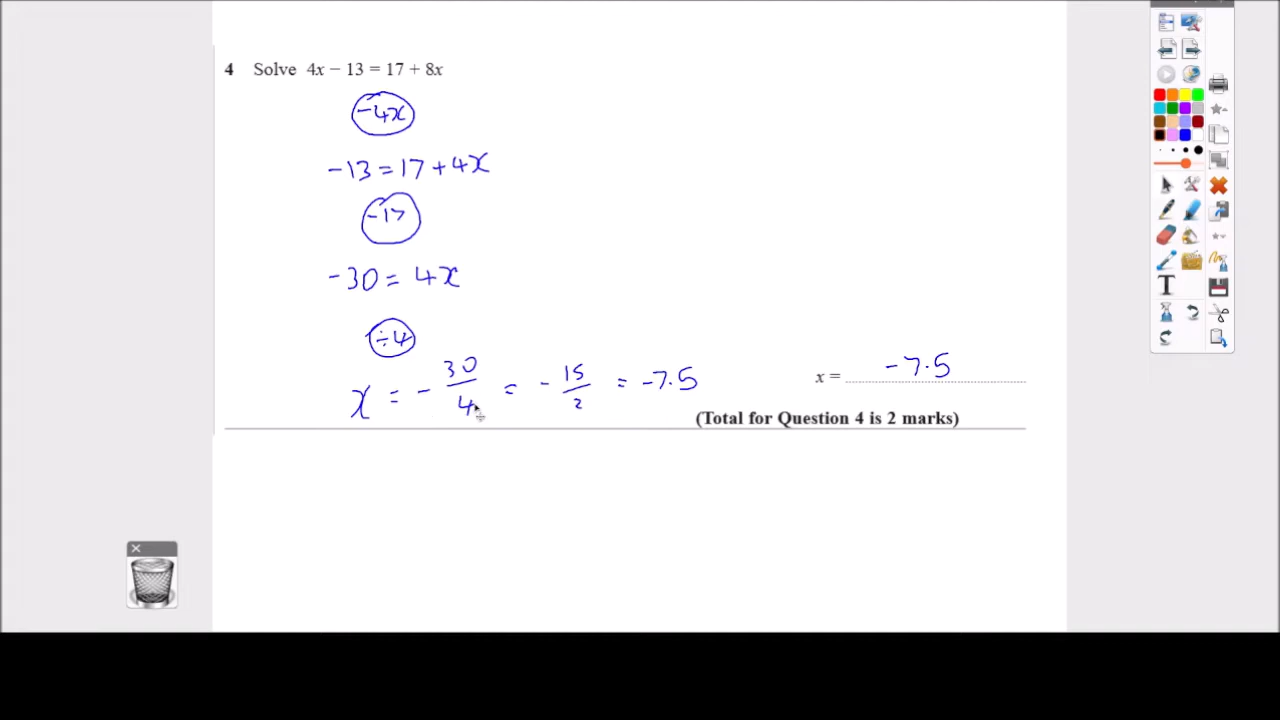 4 Solve 4x − 13 = 17 + 8x
-4x
-13 = 17 + 4x
-17
-30 = 4x
÷4
x = - 30/4 = - 15/2 = -7.5
x = -7.5
(Total for Question 4 is 2 marks)
T